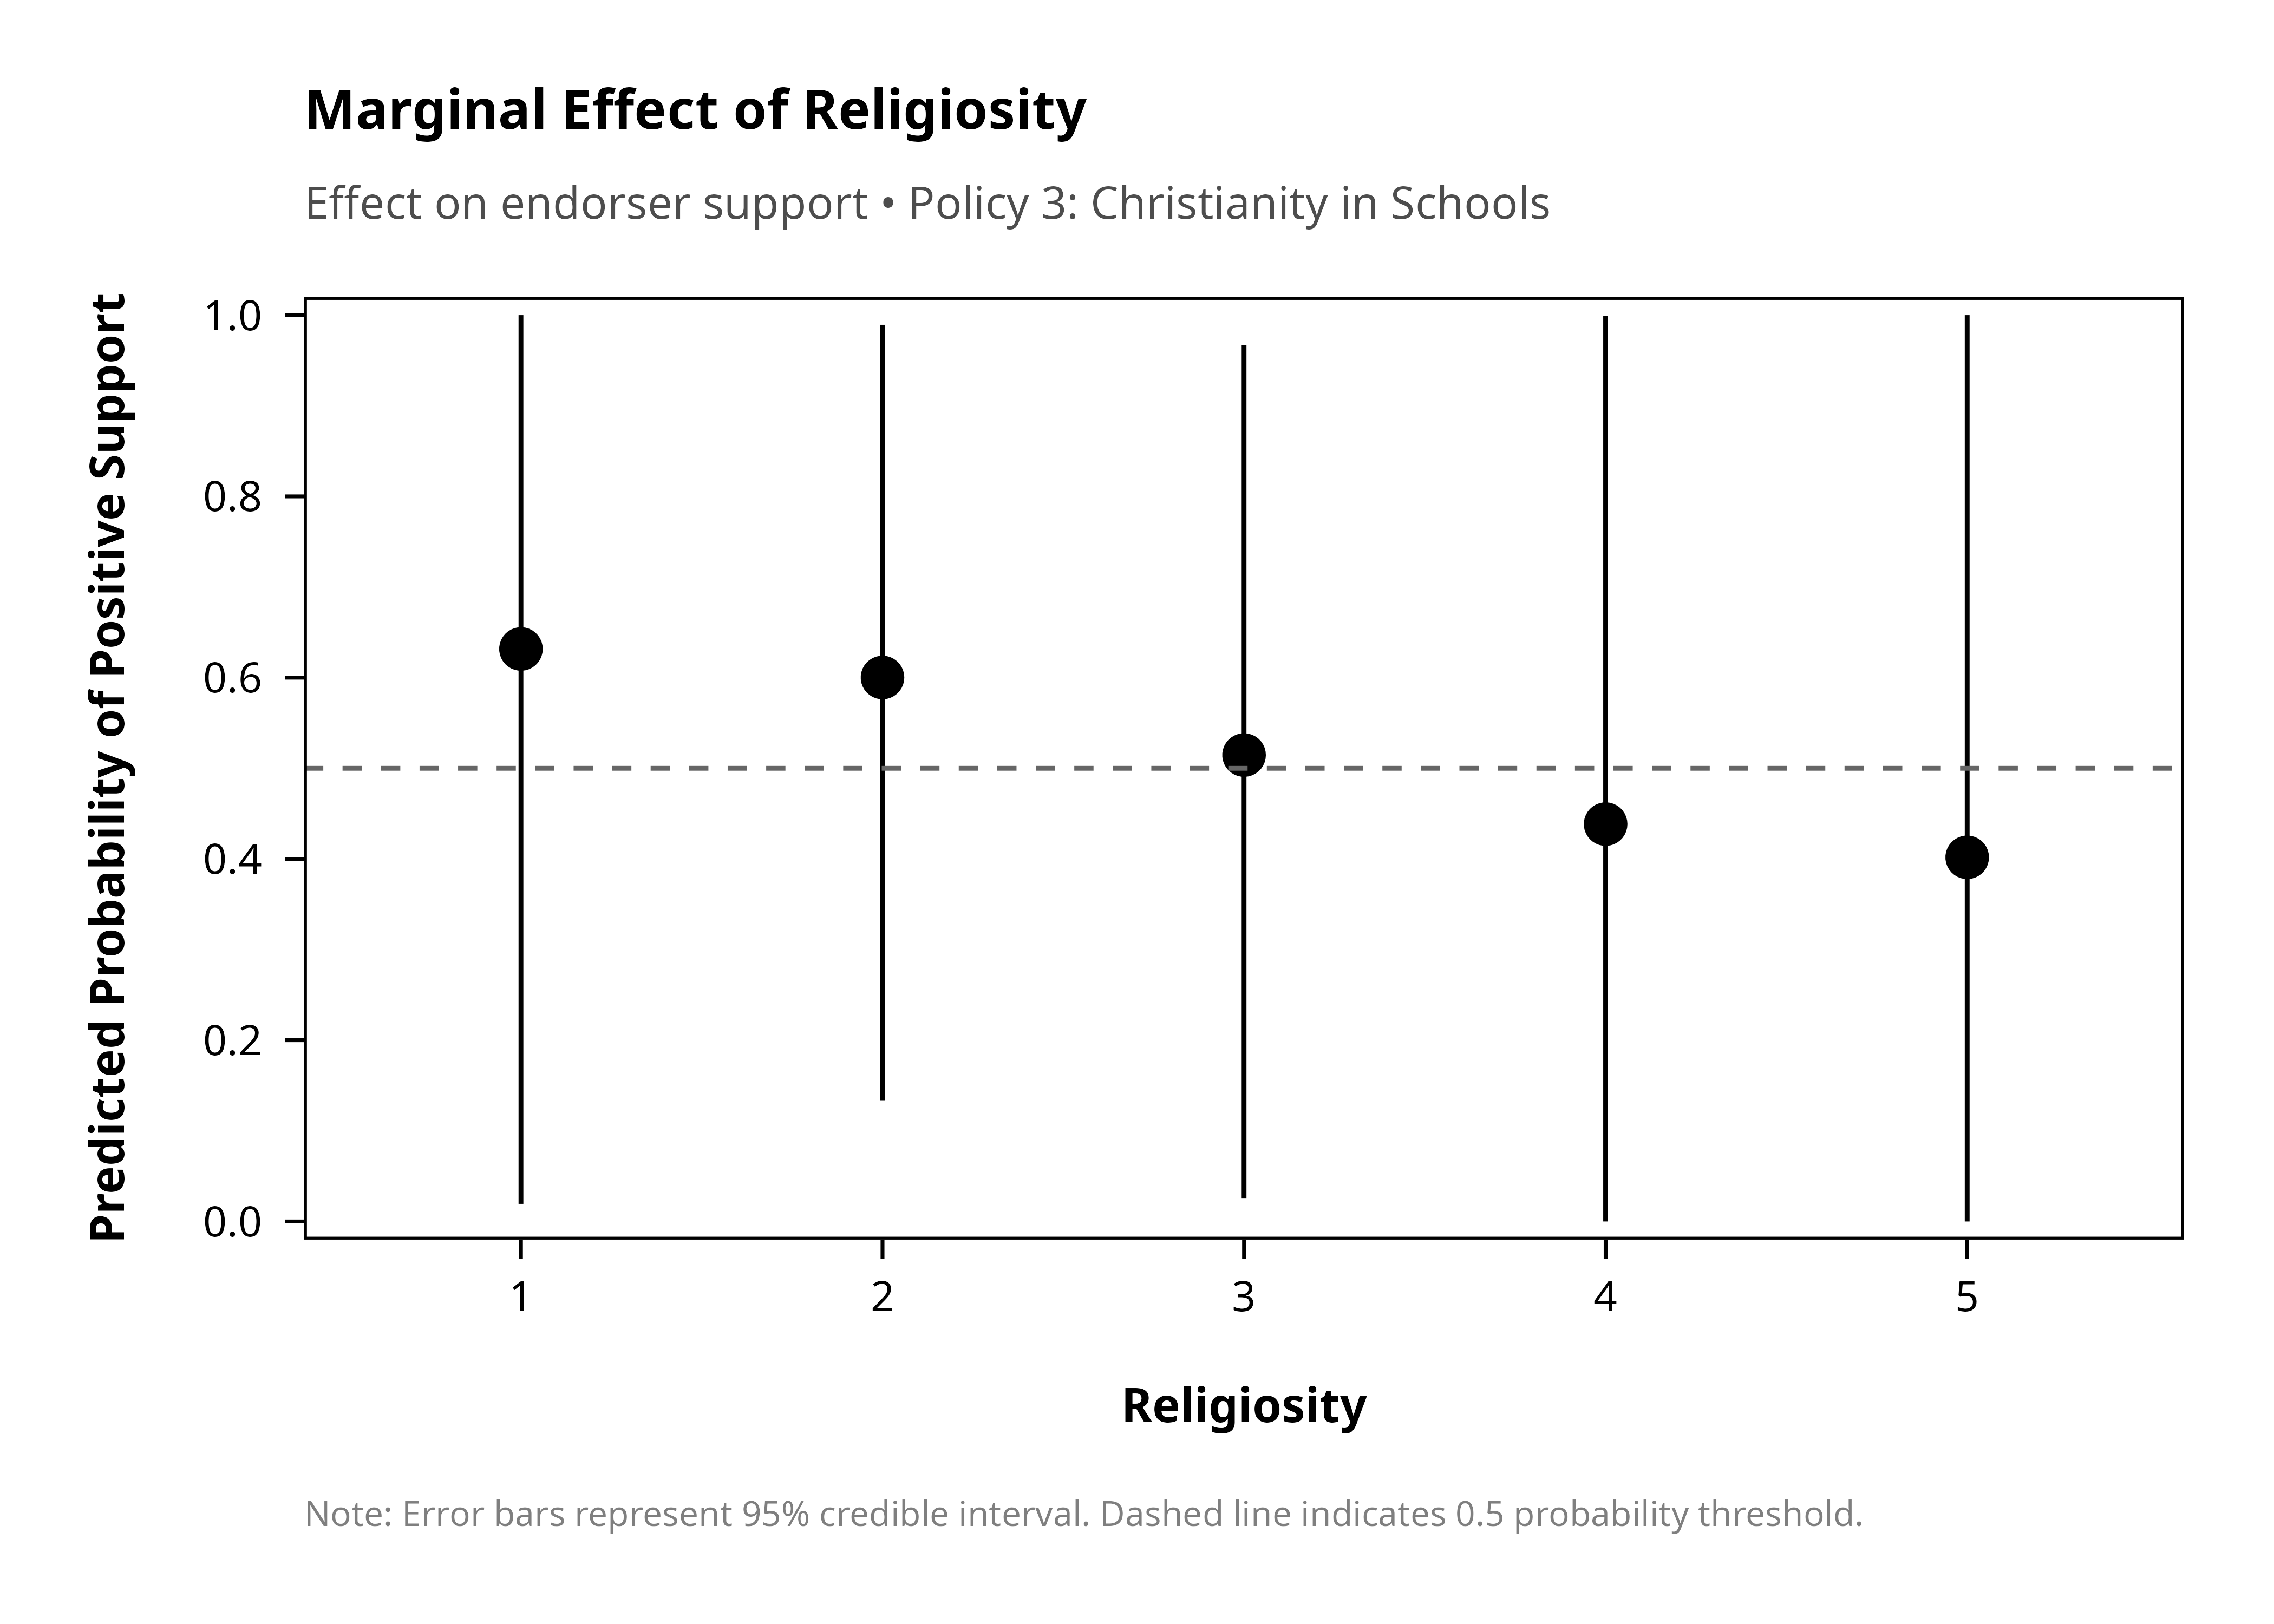 Marginal Effect of Religiosity
Effect on endorser support • Policy 3: Christianity in Schools
Predicted Probability of Positive Support
1.0
0.8
0.6
0.4
0.2
0.0
1 2 3 4 5
Religiosity
Note: Error bars represent 95% credible interval. Dashed line indicates 0.5 probability threshold.